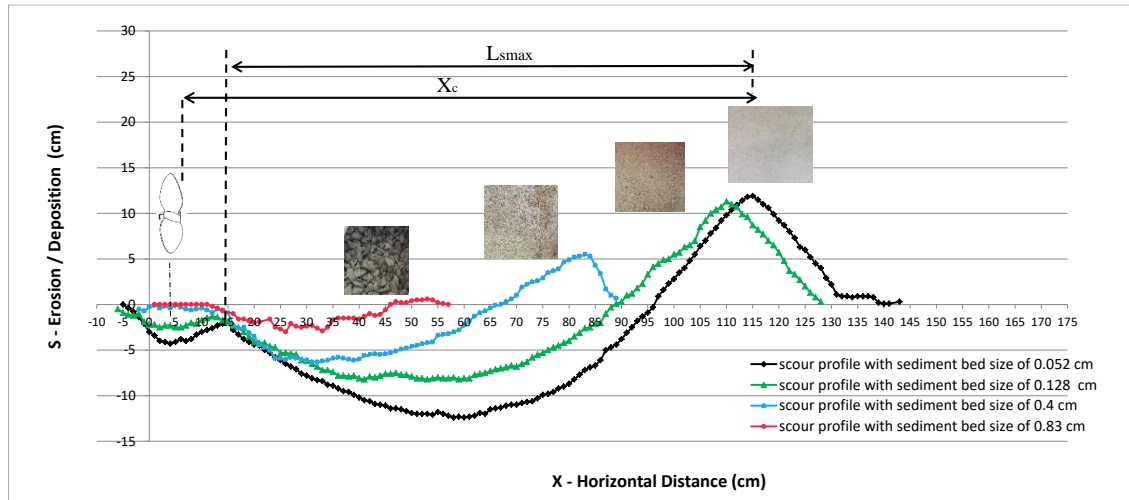 30
25
20
15
10
5
0
-5
-10
-15
-10 -5 0 5 10 15 20 25 30 35 40 45 50 55 60 65 70 75 80 85 90 95 100 105 110 115 120 125 130 135 140 145 150 155 160 165 170 175
S - Erosion / Deposition (cm)
X - Horizontal Distance (cm)
Lsmax
Xc
scour profile with sediment bed size of 0.052 cm
scour profile with sediment bed size of 0.128 cm
scour profile with sediment bed size of 0.4 cm
scour profile with sediment bed size of 0.83 cm